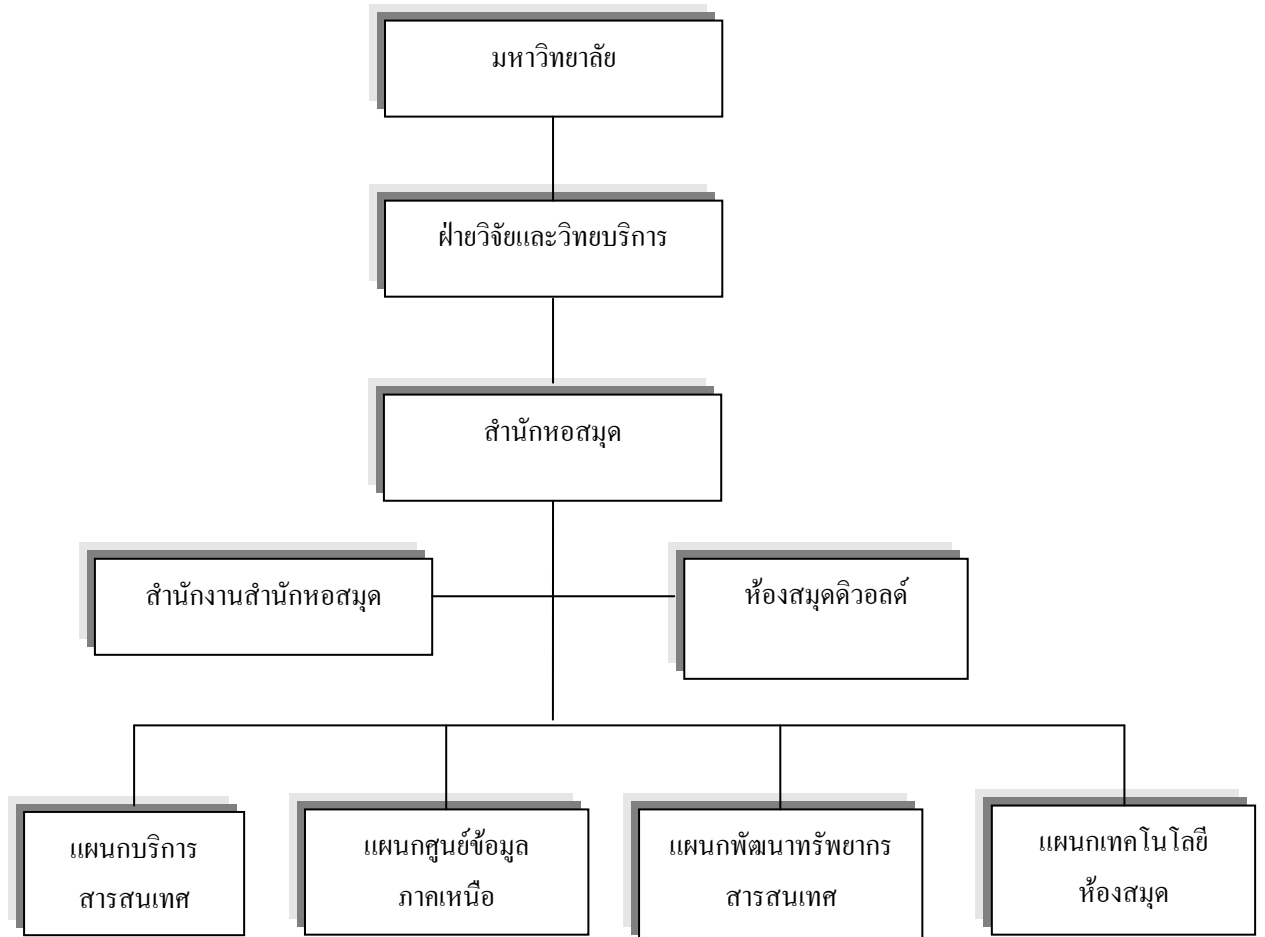 มหาวิทยาลัย
ฝ่ายวิจัยและวิทยบริการ
สำนักหอสมุด
สำนักงานสำนักหอสมุด
ห้องสมุดดิวอลด์
แผนกบริการ
สารสนเทศ
แผนกศูนย์ข้อมูล
ภาคเหนือ
แผนกพัฒนาทรัพยากร
สารสนเทศ
แผนกเทคโนโลยี
ห้องสมุด